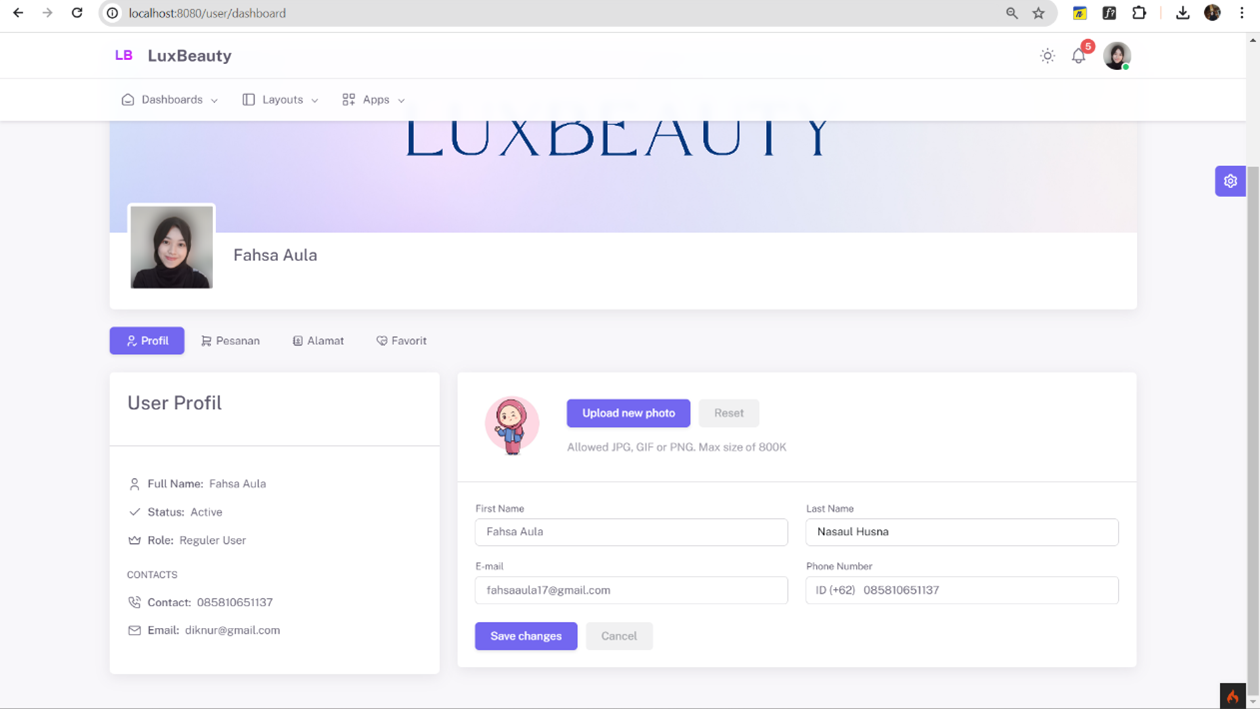 localhost:8080/user/dashboard
LB LuxBeauty
5
Dashboards Layouts Apps
LUXBEAUTY
Fahsa Aula
Profil Pesanan Alamat Favorit
User Profil
Full Name: Fahsa Aula
Status: Active
Role: Reguler User
CONTACTS
Contact: 085810651137
Email: diknur@gmail.com
Upload new photo Reset
Allowed JPG, GIF or PNG. Max size of 800K
First Name Last Name
Fahsa Aula Nasaul Husna
E-mail Phone Number
fahsaaula17@gmail.com ID (+62) 085810651137
Save changes Cancel